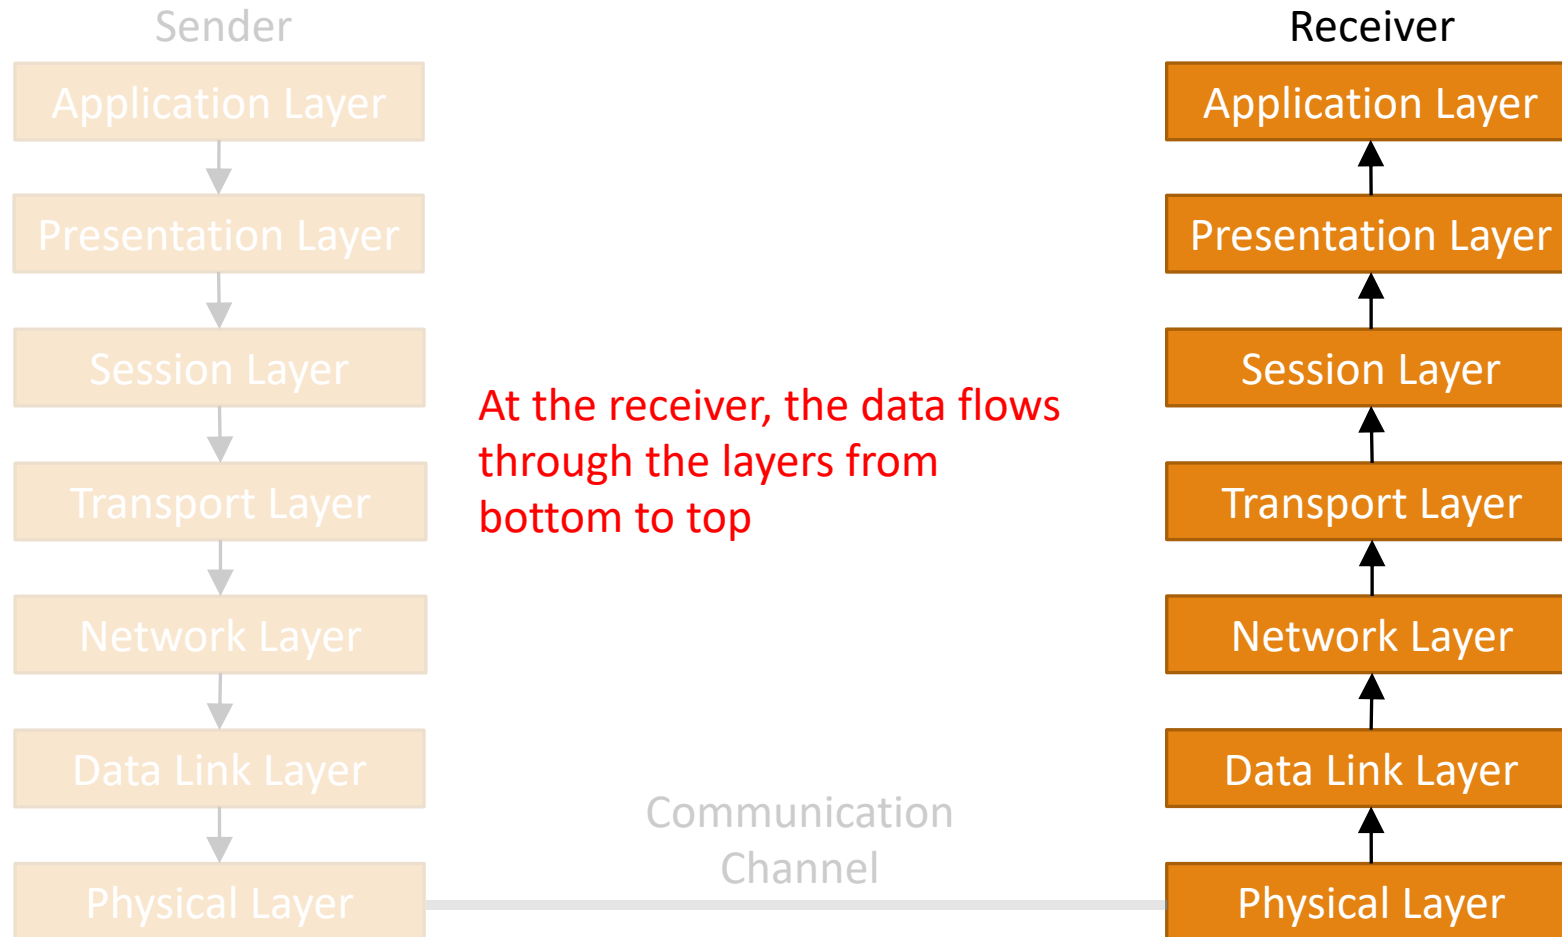 Sender
Application Layer
Presentation Layer
Session Layer
Transport Layer
Network Layer
Data Link Layer
Physical Layer
At the receiver, the data flows
through the layers from
bottom to top
Communication
Channel
Receiver
Application Layer
Presentation Layer
Session Layer
Transport Layer
Network Layer
Data Link Layer
Physical Layer